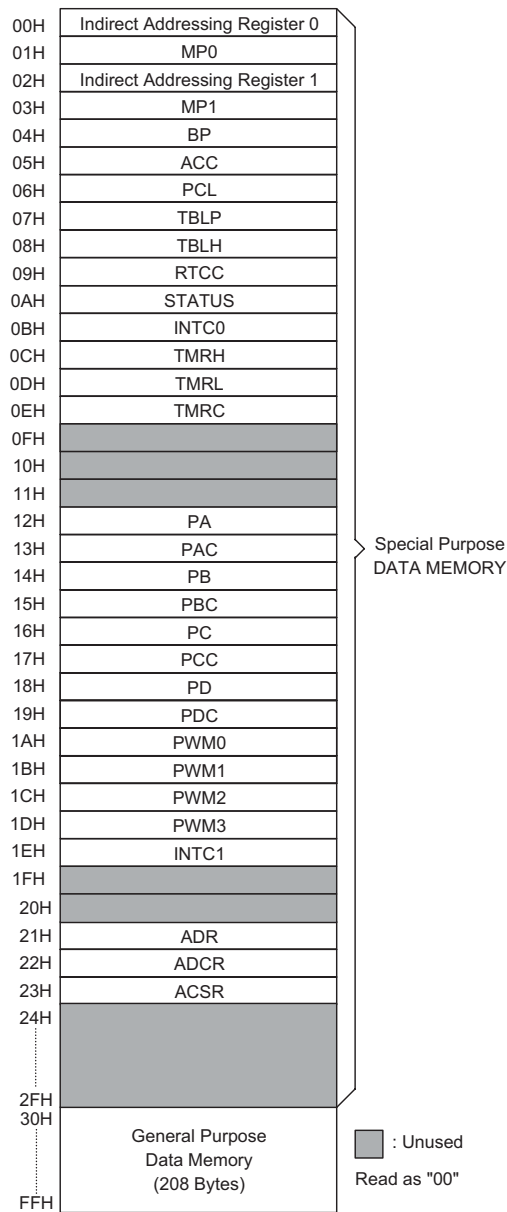 00H Indirect Addressing Register 0
01H MP0
02H Indirect Addressing Register 1
03H MP1
04H BP
05H ACC
06H PCL
07H TBLP
08H TBLH
09H RTCC
0AH STATUS
0BH INTC0
0CH TMRH
0DH TMRL
0EH TMRC
0FH
10H
11H
12H PA
13H PAC
14H PB
15H PBC
16H PC
17H PCC
18H PD
19H PDC
1AH PWM0
1BH PWM1
1CH PWM2
1DH PWM3
1EH INTC1
1FH
20H
21H ADR
22H ADCR
23H ACSR
24H
2FH
Special Purpose
DATA MEMORY
30H
General Purpose
Data Memory
(208 Bytes)
FFH
: Unused
Read as "00"